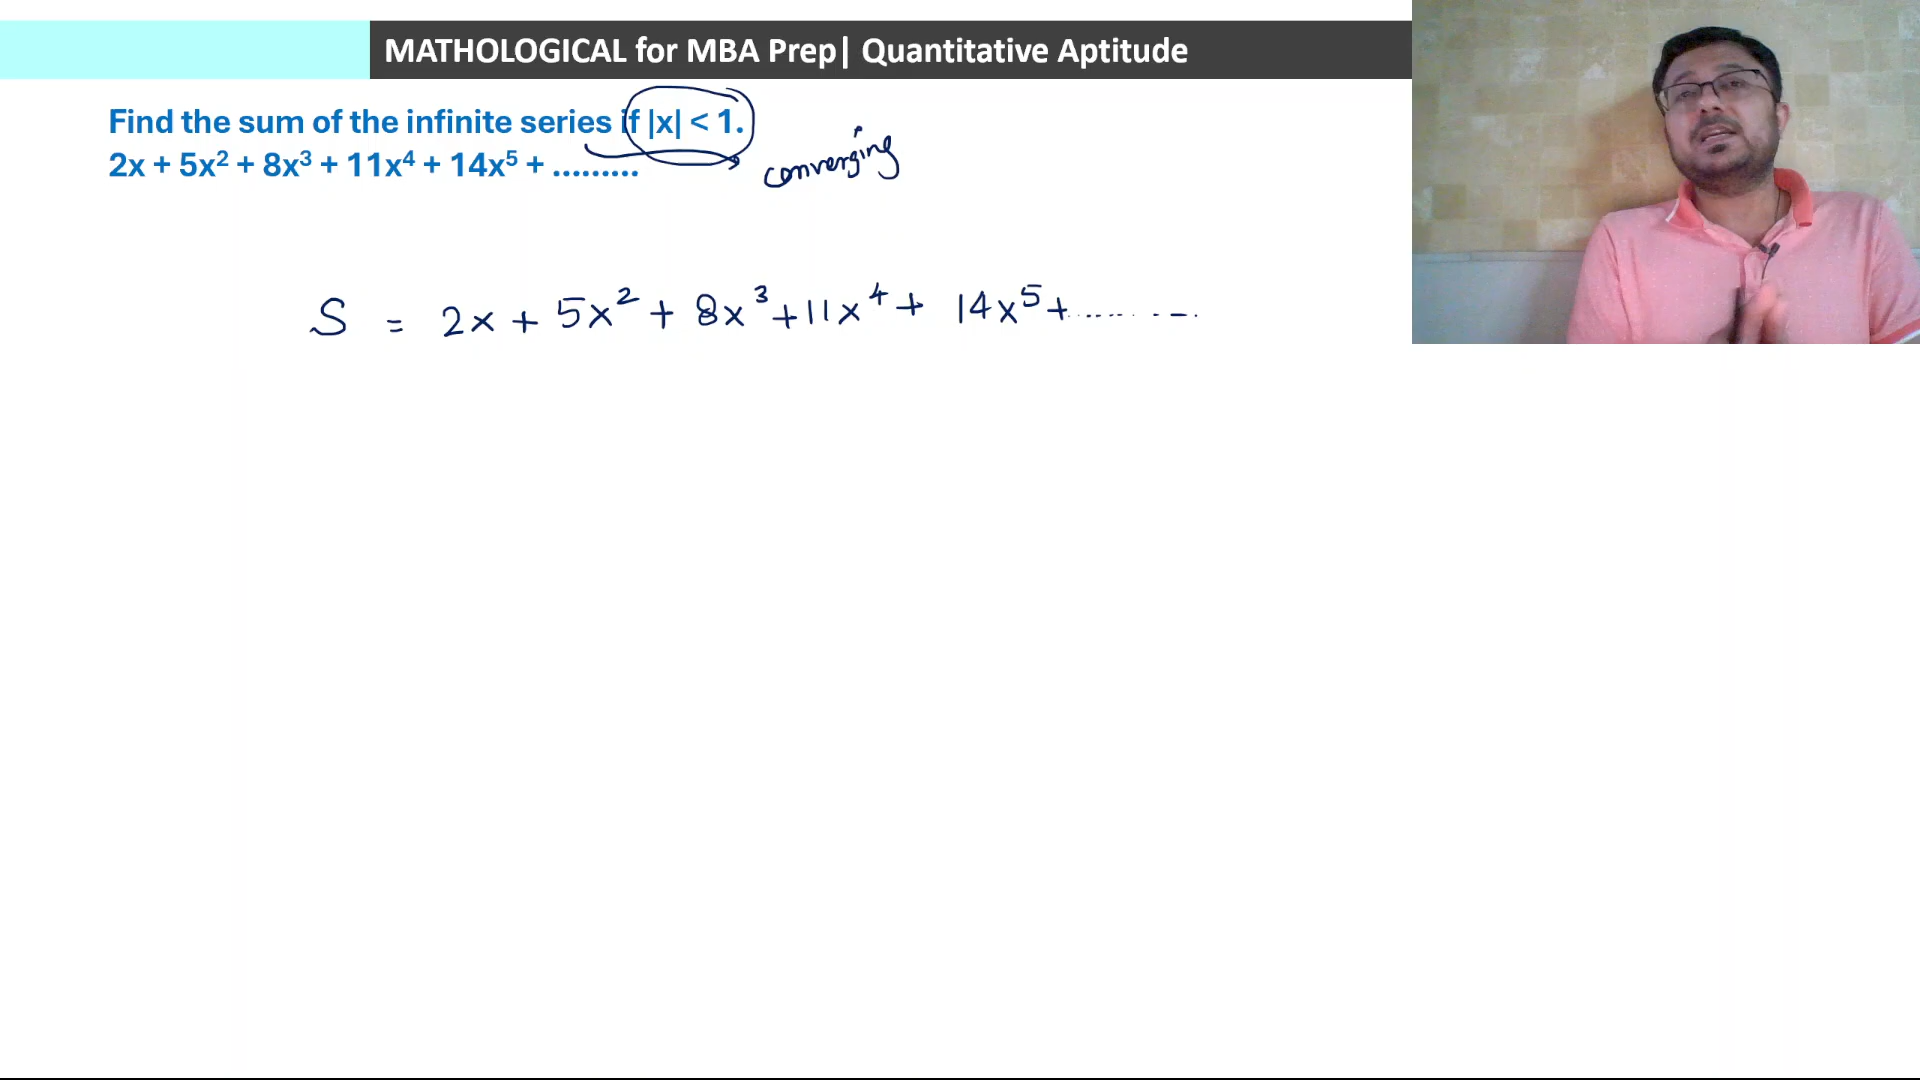 MATHOLOGICAL for MBA Prep| Quantitative Aptitude
Find the sum of the infinite series if |x| < 1.
2x + 5x² + 8x³ + 11x⁴ + 14x⁵ + .........
converging
S = 2x + 5x² + 8x³ + 11x⁴ + 14x⁵ + ...........